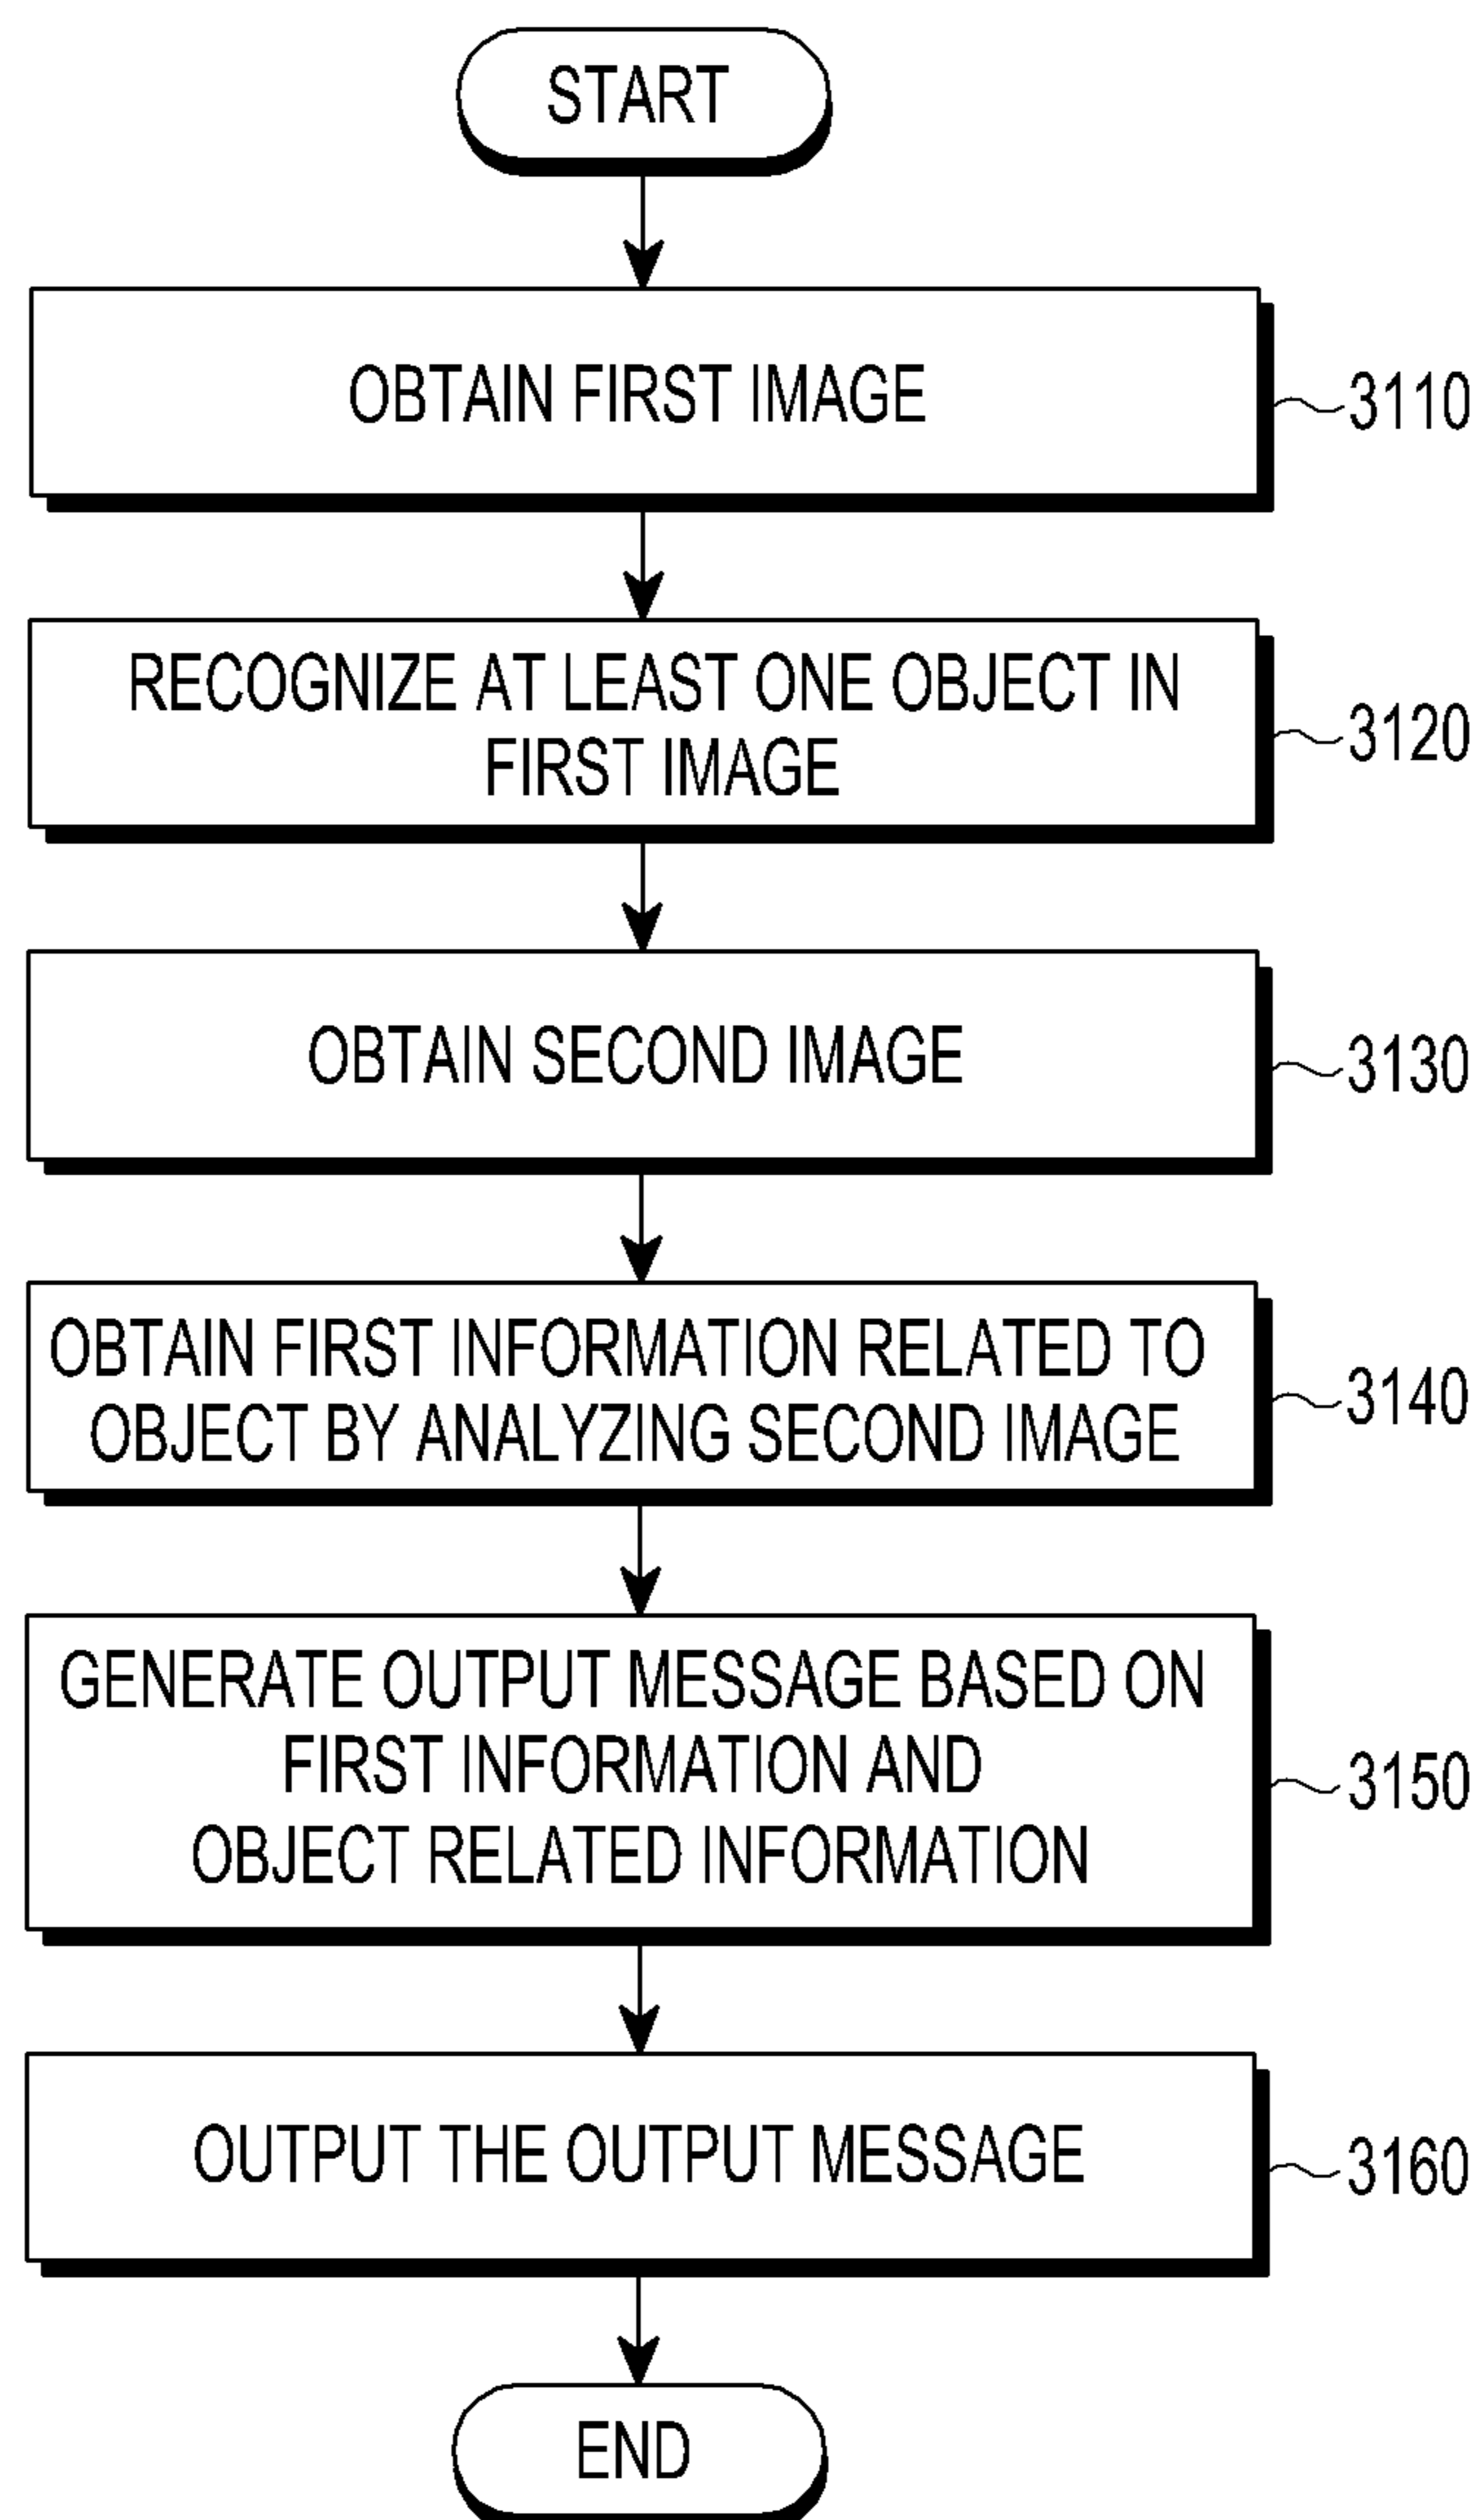 START
OBTAIN FIRST IMAGE
3110
RECOGNIZE AT LEAST ONE OBJECT IN
FIRST IMAGE
3120
OBTAIN SECOND IMAGE
3130
OBTAIN FIRST INFORMATION RELATED TO
OBJECT BY ANALYZING SECOND IMAGE
3140
GENERATE OUTPUT MESSAGE BASED ON
FIRST INFORMATION AND
OBJECT RELATED INFORMATION
3150
OUTPUT THE OUTPUT MESSAGE
3160
END